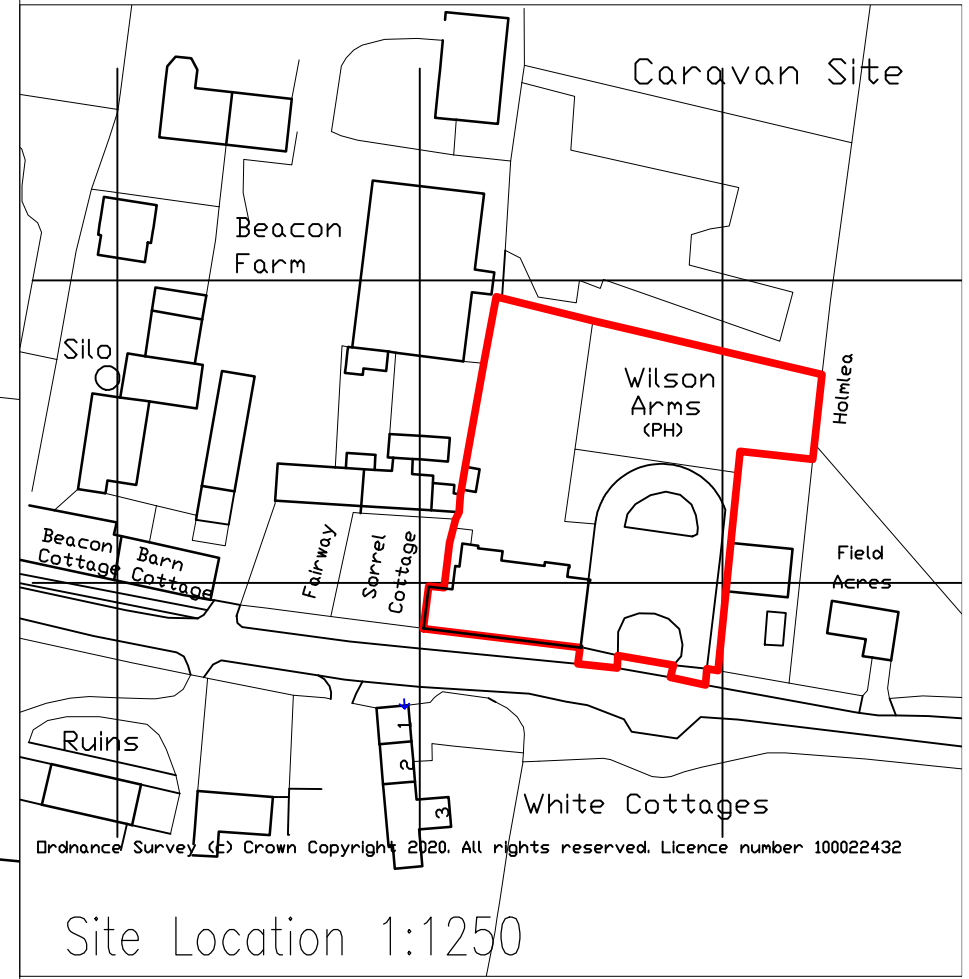 Caravan Site
Beacon
Farm
Silo
Wilson
Arms
(PH)
Holmlea
Beacon
Cottage
Barn
Cottage
Fairway
Sorrel
Cottage
Field
Acres
Ruins
1
2
3
White Cottages
Ordnance Survey (c) Crown Copyright 2020. All rights reserved. Licence number 100022432
Site Location 1:1250